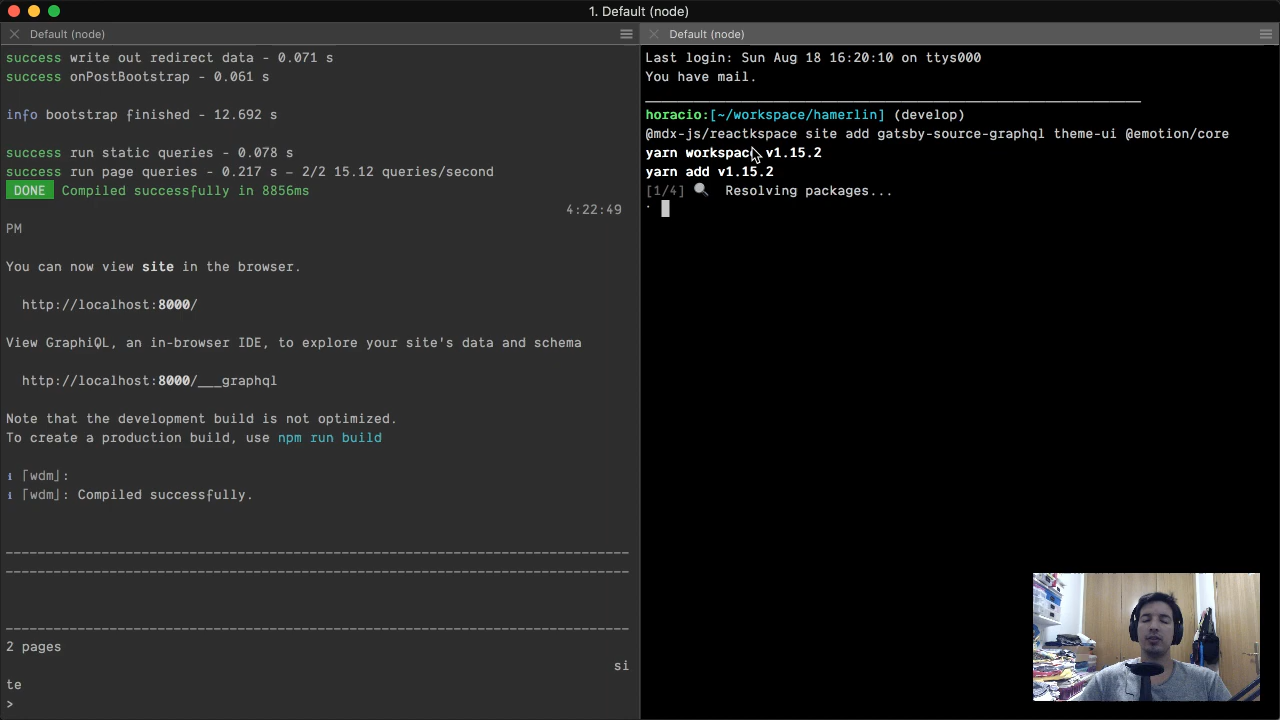 1. Default (node)
Default (node)
success write out redirect data - 0.071 s
success onPostBootstrap - 0.061 s
info bootstrap finished - 12.692 s
success run static queries - 0.078 s
success run page queries - 0.217 s — 2/2 15.12 queries/second
DONE Compiled successfully in 8856ms
4:22:49
PM
You can now view site in the browser.
http://localhost:8000/
View GraphiQL, an in-browser IDE, to explore your site's data and schema
http://localhost:8000/___graphql
Note that the development build is not optimized.
To create a production build, use npm run build
ℹ ｢wdm｣:
ℹ ｢wdm｣: Compiled successfully.
2 pages
si
te
>
Default (node)
Last login: Sun Aug 18 16:20:10 on ttys000
You have mail.
horacio:[~/workspace/hamerlin] (develop)
@mdx-js/reactkspace site add gatsby-source-graphql theme-ui @emotion/core
yarn workspace v1.15.2
yarn add v1.15.2
[1/4] 🔍 Resolving packages...